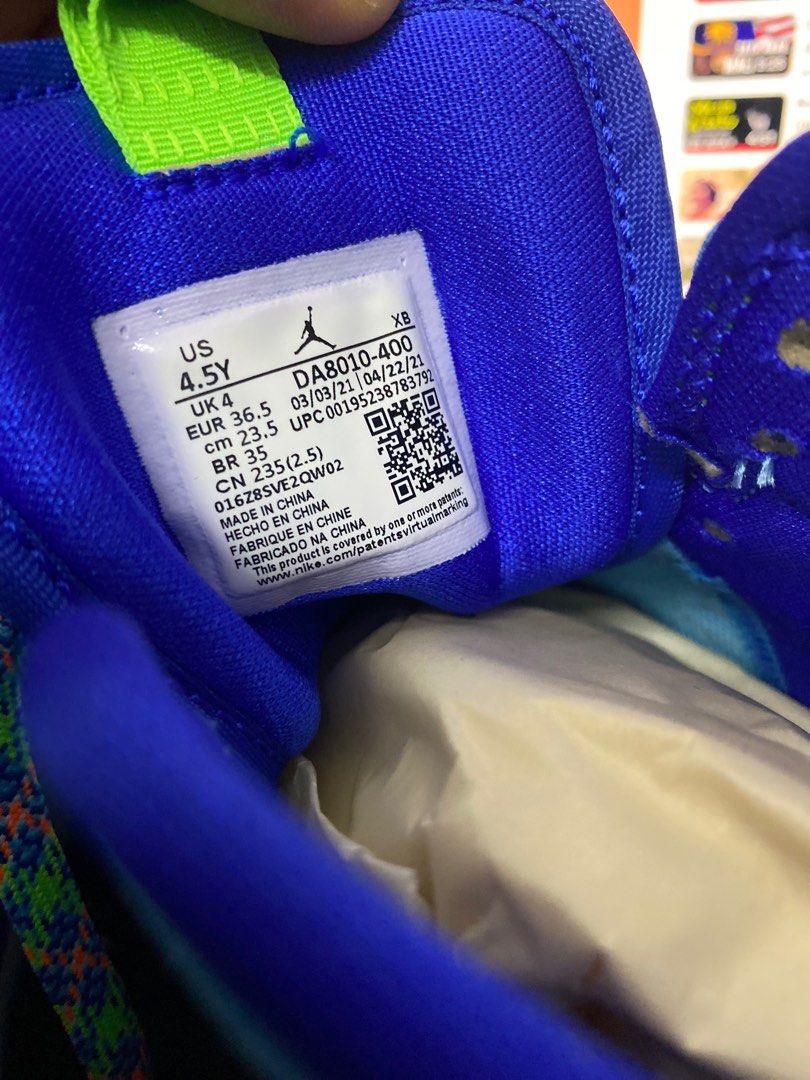 US
4.5Y
XB
UK 4
EUR 36.5
cm 23.5
BR 35
CN 235(2.5)
DA8010-400
03/03/21 | 04/22/21
UPC 00195238783792
016Z8SVE2QW02
MADE IN CHINA
HECHO EN CHINA
FABRIQUE EN CHINE
FABRICADO NA CHINA
This product is covered by one or more patents:
www.nike.com/patentsvirtualmarking